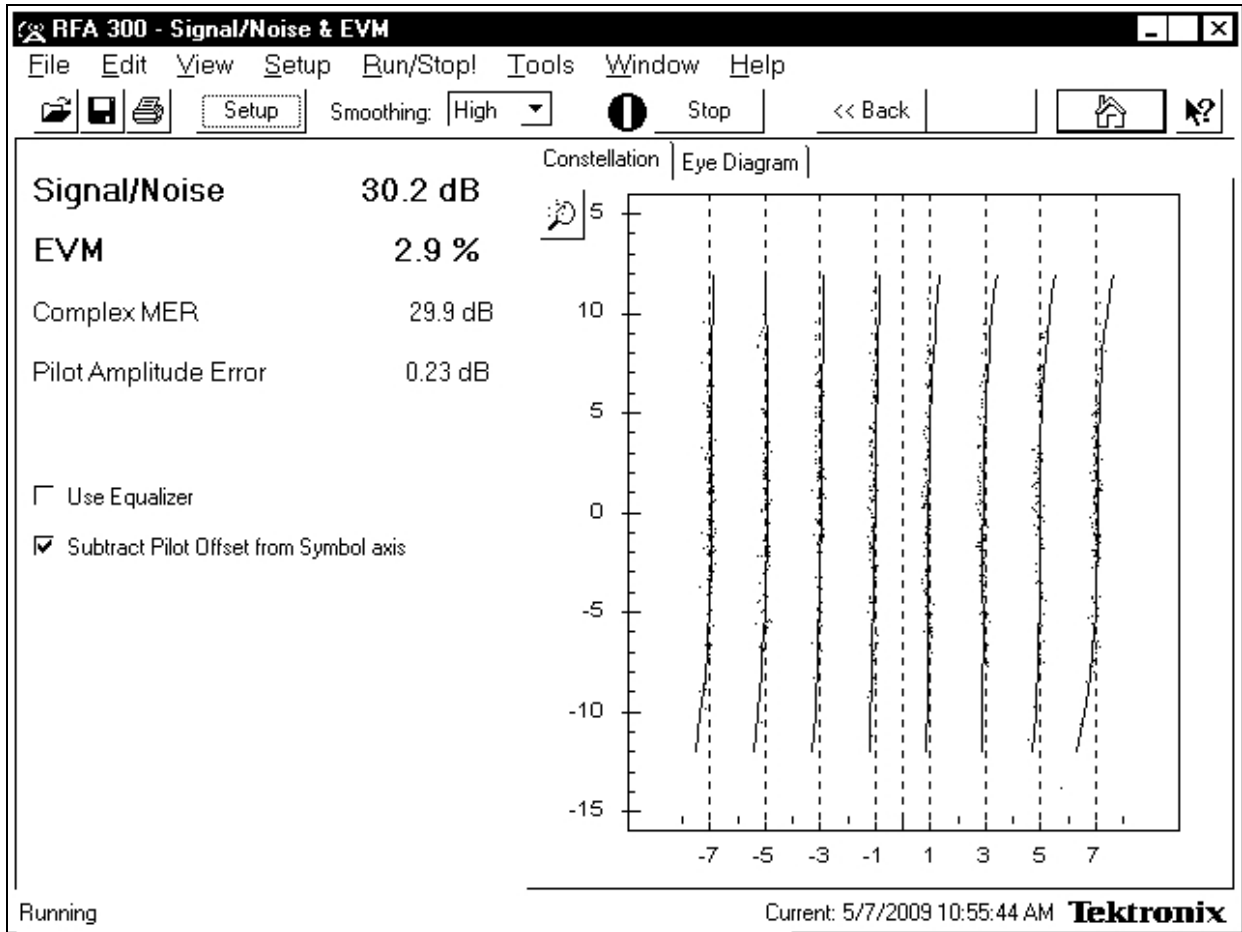 RFA 300 - Signal/Noise & EVM
File Edit View Setup Run/Stop! Tools Window Help
Setup Smoothing: High Stop << Back
Signal/Noise 30.2 dB
EVM 2.9 %
Complex MER 29.9 dB
Pilot Amplitude Error 0.23 dB
Use Equalizer
Subtract Pilot Offset from Symbol axis
Constellation Eye Diagram
5
10
5
0
-5
-10
-15
-7 -5 -3 -1 1 3 5 7
Running Current: 5/7/2009 10:55:44 AM Tektronix